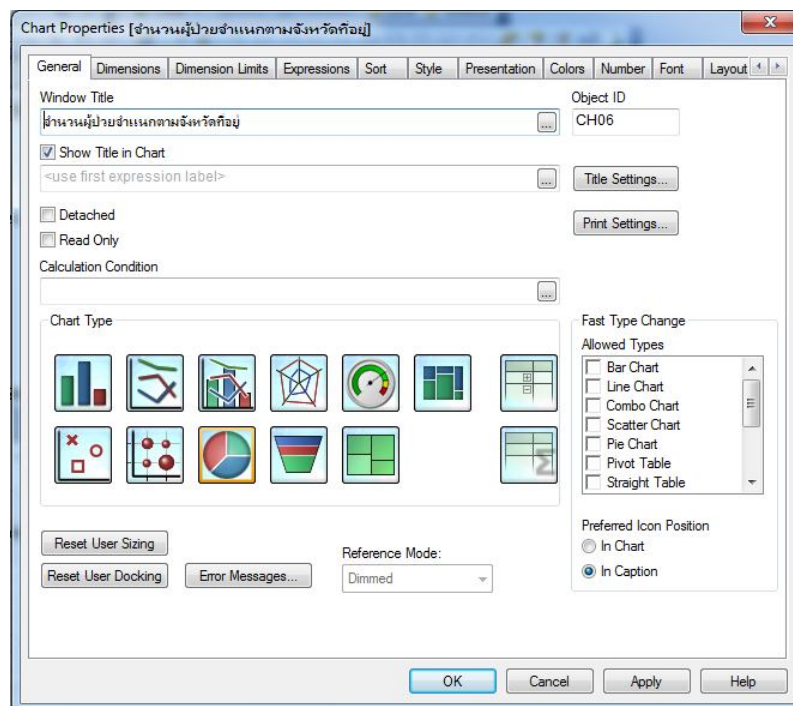 Chart Properties [จำนวนผู้ป่วยจำแนกตามจังหวัดที่อยู่]
General Dimensions Dimension Limits Expressions Sort Style Presentation Colors Number Font Layout
Window Title
จำนวนผู้ป่วยจำแนกตามจังหวัดที่อยู่
...
Object ID
CH06
Show Title in Chart
<use first expression label>
...
Title Settings...
Detached
Print Settings...
Read Only
Calculation Condition
...
Chart Type
Fast Type Change
Allowed Types
Bar Chart
Line Chart
Combo Chart
Scatter Chart
Pie Chart
Pivot Table
Straight Table
Preferred Icon Position
In Chart
In Caption
Reset User Sizing
Reset User Docking
Error Messages...
Reference Mode:
Dimmed
OK Cancel Apply Help